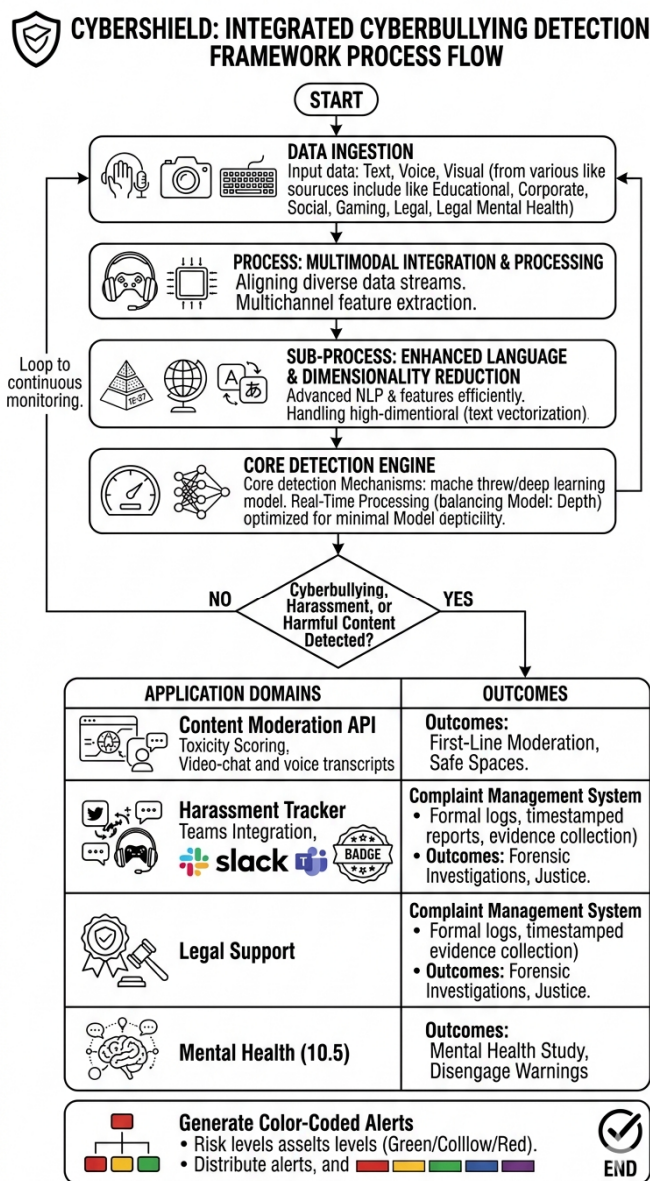 CYBERSHIELD: INTEGRATED CYBERBULLYING DETECTION
FRAMEWORK PROCESS FLOW
START
DATA INGESTION
Input data: Text, Voice, Visual (from various like
souruces include like Educational, Corporate,
Social, Gaming, Legal, Legal Mental Health)
PROCESS: MULTIMODAL INTEGRATION & PROCESSING
Aligning diverse data streams.
Multichannel feature extraction.
Loop to
continuous
monitoring.
SUB-PROCESS: ENHANCED LANGUAGE
& DIMENSIONALITY REDUCTION
Advanced NLP & features efficiently.
Handling high-dimentioral (text vectorization).
A あ
CORE DETECTION ENGINE
Core detection Mechanisms: mache threw/deep learning
model. Real-Time Processing (balancing Model: Depth)
optimized for minimal Model depticility.
NO
Cyberbullying,
Harassment, or
Harmful Content
Detected?
YES
APPLICATION DOMAINS
OUTCOMES
Content Moderation API
Toxicity Scoring,
Video-chat and voice transcripts
Outcomes:
First-Line Moderation,
Safe Spaces.
Harassment Tracker
Teams Integration,
slack
T
BADGE
Complaint Management System
• Formal logs, timestamped
reports, evidence collection)
• Outcomes: Forensic
Investigations, Justice.
Legal Support
Complaint Management System
• Formal logs, timestamped
evidence collection)
• Outcomes: Forensic
Investigations, Justice.
Mental Health (10.5)
Outcomes:
Mental Health Study,
Disengage Warnings
Generate Color-Coded Alerts
• Risk levels asselts levels (Green/Colllow/Red).
• Distribute alerts, and
END